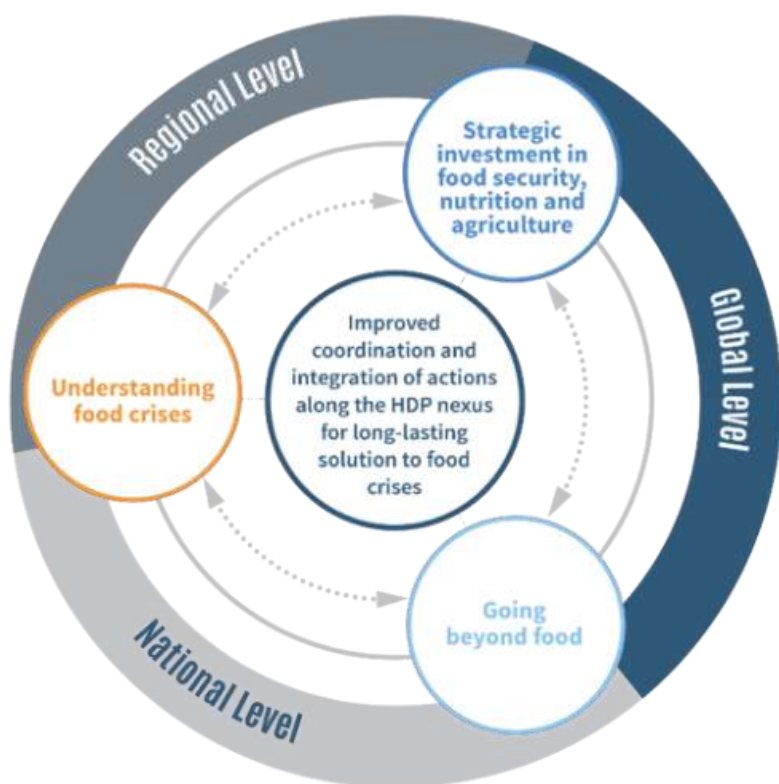 Regional Level
Strategic
investment in
food security,
nutrition and
agriculture
Global Level
Improved
coordination and
integration of actions
along the HDP nexus
for long-lasting
solution to food
crises
Understanding
food crises
Going
beyond food
National Level